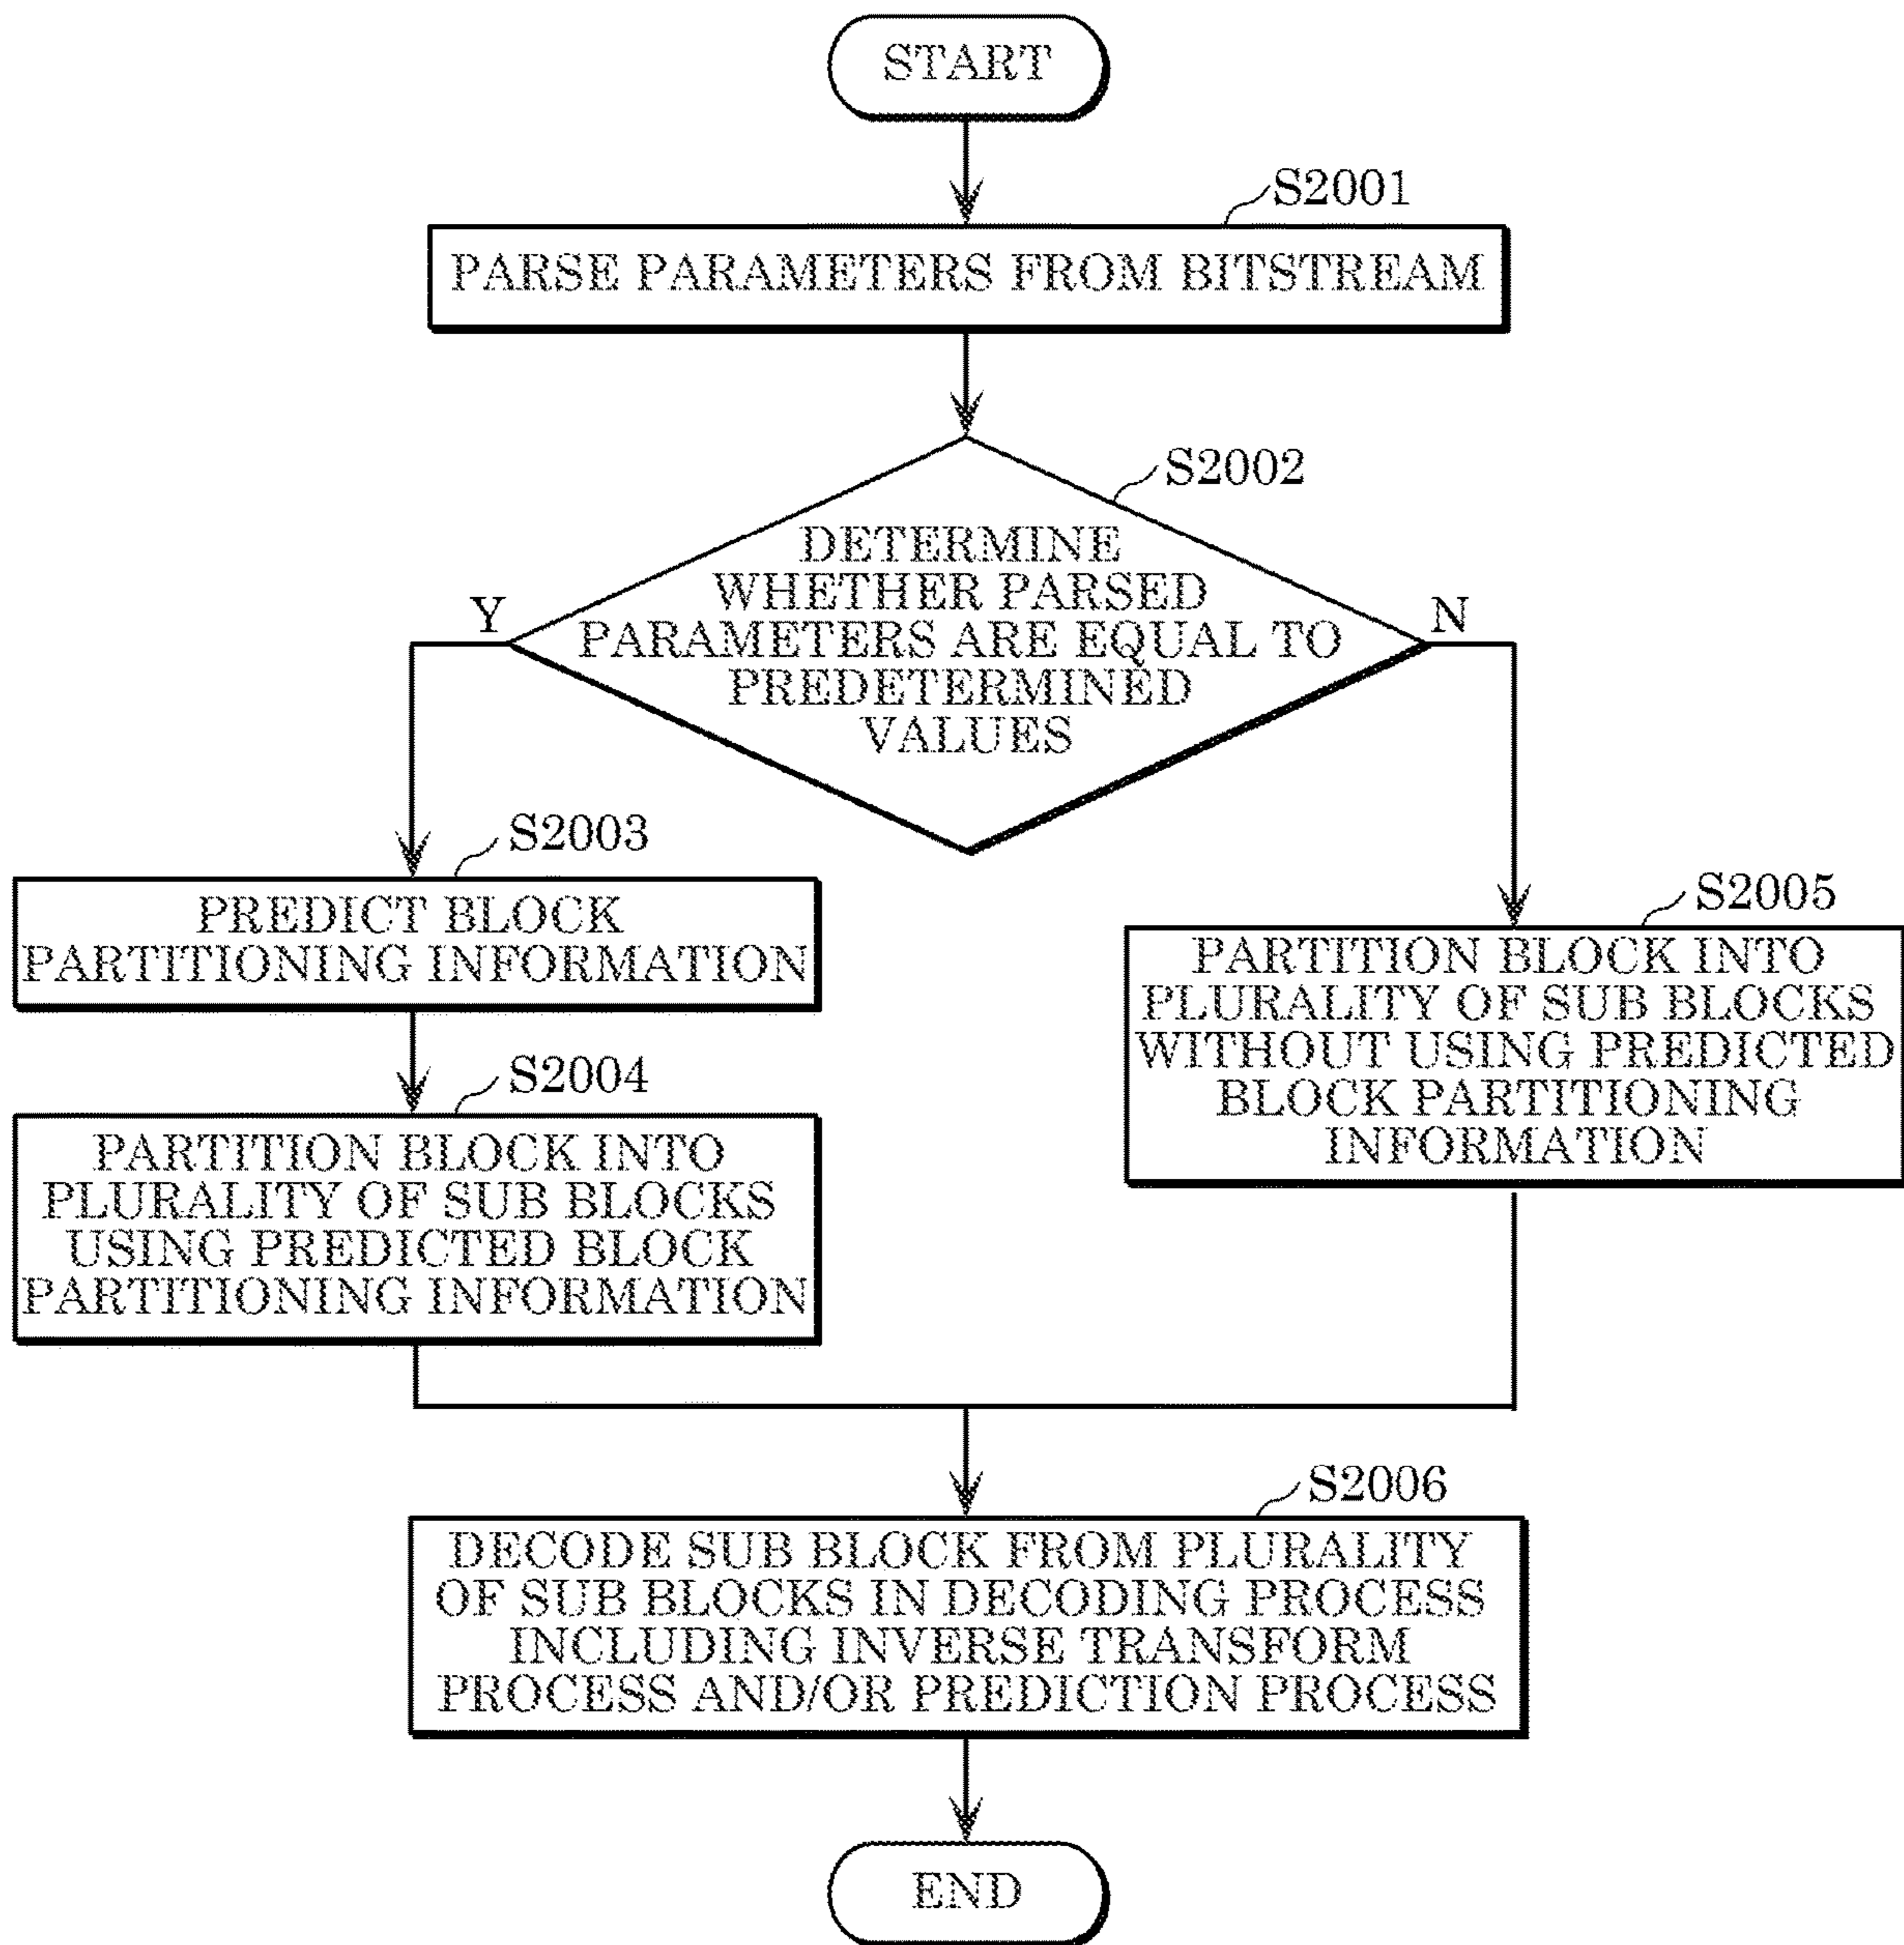 START
S2001
PARSE PARAMETERS FROM BITSTREAM
S2002
DETERMINE
WHETHER PARSED
PARAMETERS ARE EQUAL TO
PREDETERMINED
VALUES
Y
N
S2003
PREDICT BLOCK
PARTITIONING INFORMATION
S2004
PARTITION BLOCK INTO
PLURALITY OF SUB BLOCKS
USING PREDICTED BLOCK
PARTITIONING INFORMATION
S2005
PARTITION BLOCK INTO
PLURALITY OF SUB BLOCKS
WITHOUT USING PREDICTED
BLOCK PARTITIONING
INFORMATION
S2006
DECODE SUB BLOCK FROM PLURALITY
OF SUB BLOCKS IN DECODING PROCESS
INCLUDING INVERSE TRANSFORM
PROCESS AND/OR PREDICTION PROCESS
END